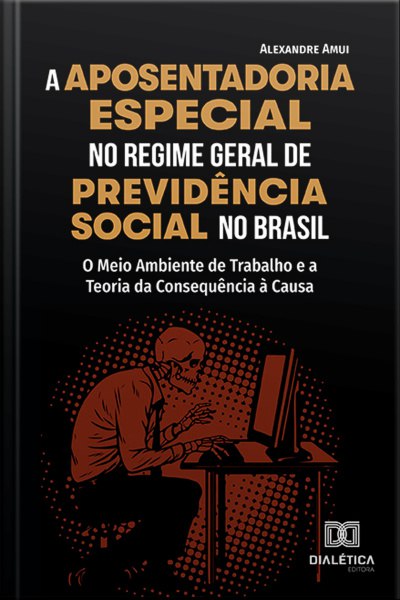 ALEXANDRE AMUI
A APOSENTADORIA
ESPECIAL
NO REGIME GERAL DE
PREVIDÊNCIA
SOCIAL NO BRASIL
O Meio Ambiente de Trabalho e a
Teoria da Consequência à Causa
DIALÉTICA
EDITORA